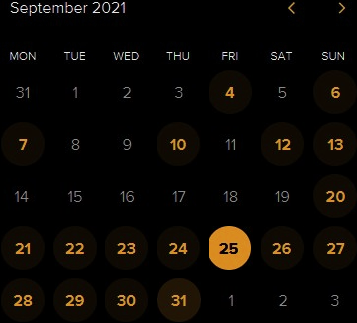 September 2021
MON TUE WED THU FRI SAT SUN
31 1 2 3 4 5 6
7 8 9 10 11 12 13
14 15 16 17 18 19 20
21 22 23 24 25 26 27
28 29 30 31 1 2 3